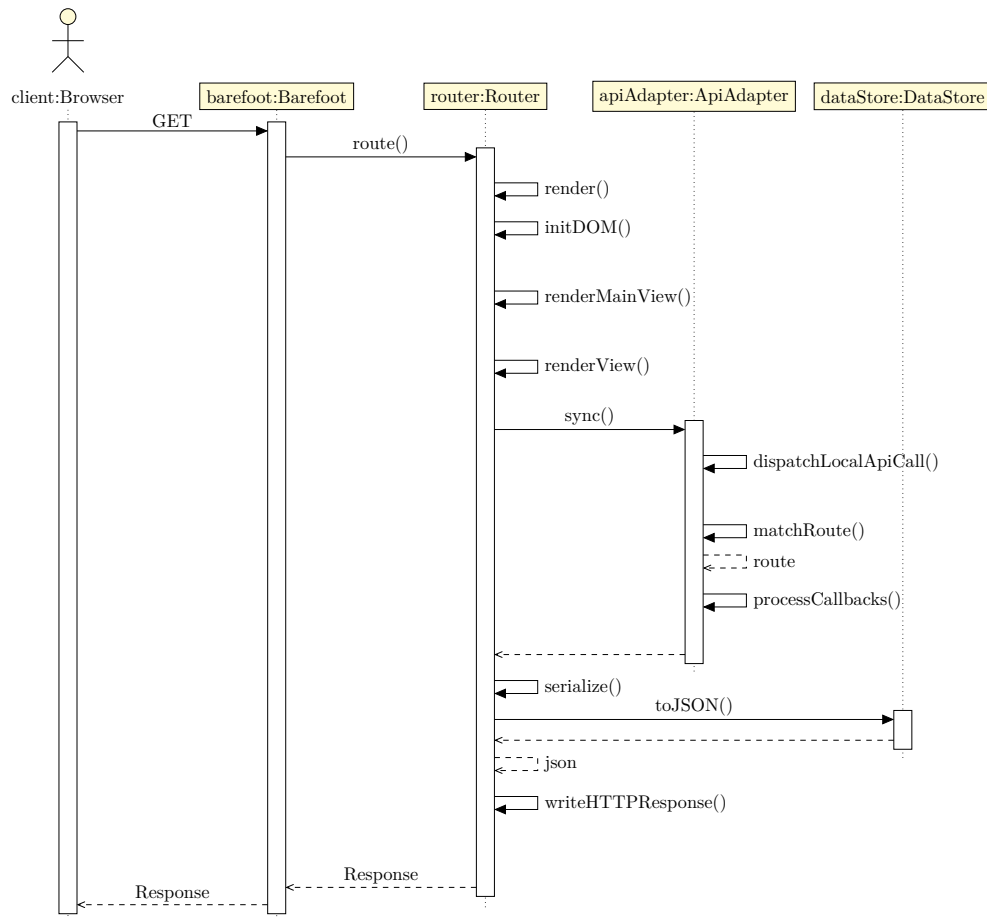 client:Browser
barefoot:Barefoot
router:Router
apiAdapter:ApiAdapter
dataStore:DataStore
GET
route()
render()
initDOM()
renderMainView()
renderView()
sync()
dispatchLocalApiCall()
matchRoute()
route
processCallbacks()
serialize()
toJSON()
json
writeHTTPResponse()
Response
Response